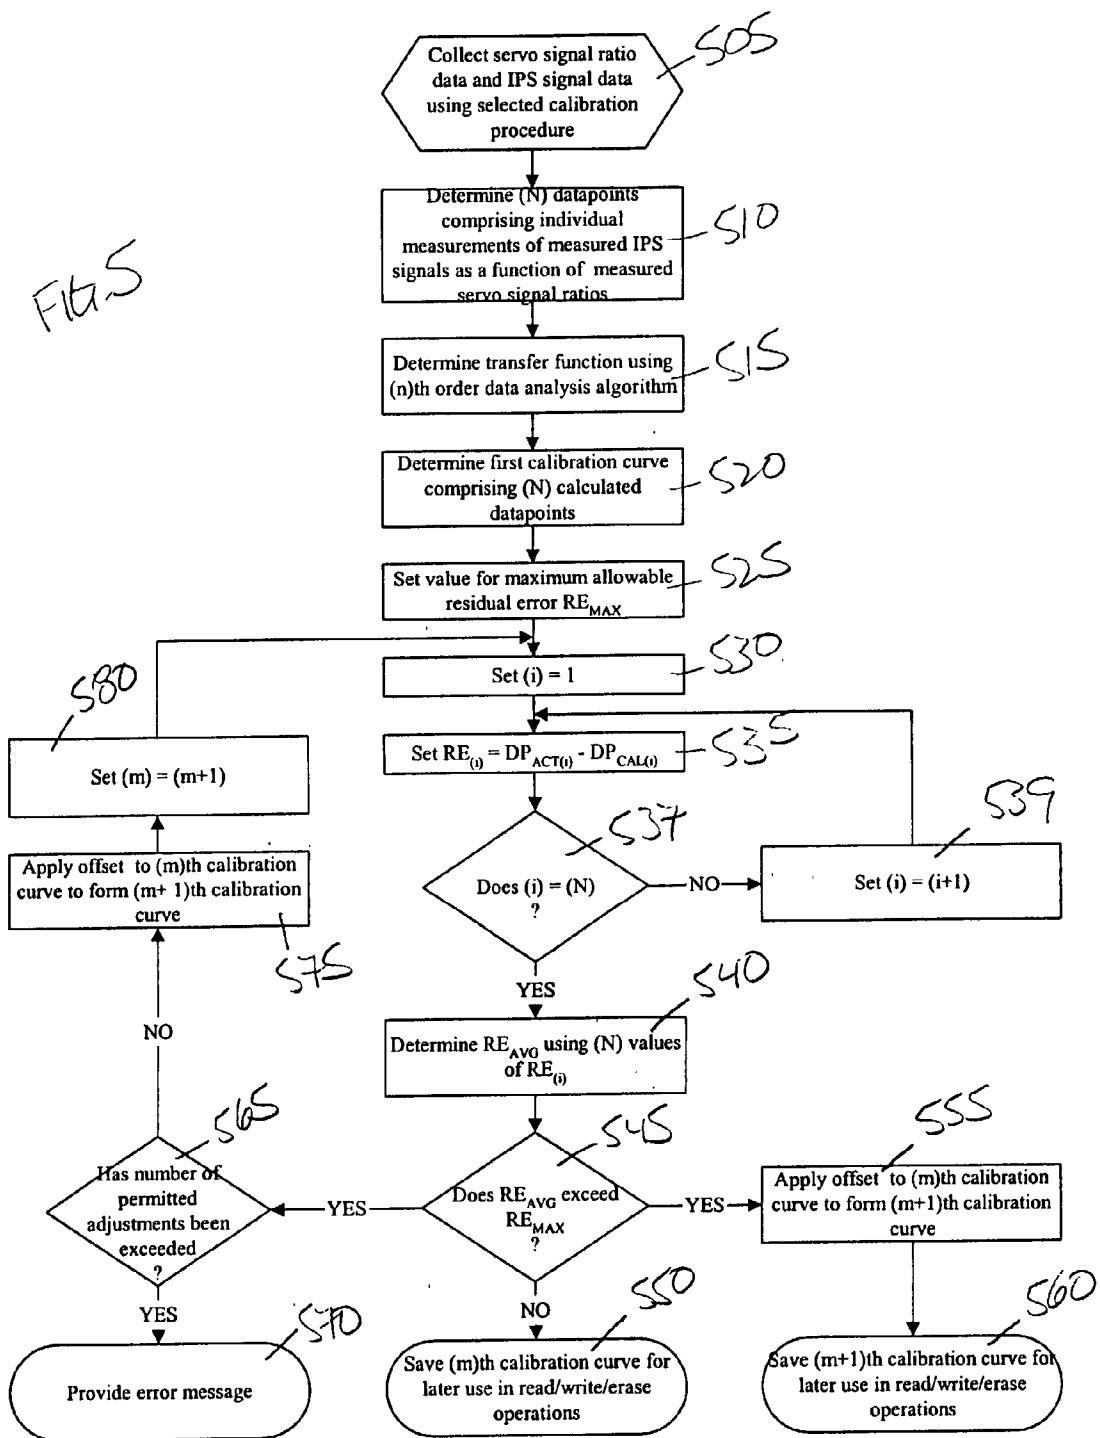 Collect servo signal ratio
data and IPS signal data
using selected calibration
procedure
505
FIG. 5
Determine (N) datapoints
comprising individual
measurements of measured IPS
signals as a function of measured
servo signal ratios
510
Determine transfer function using
(n)th order data analysis algorithm
515
Determine first calibration curve
comprising (N) calculated
datapoints
520
Set value for maximum allowable
residual error RE_MAX
525
Set (i) = 1
530
580
Set (m) = (m+1)
Set RE_(i) = DP_ACT(i) - DP_CAL(i)
535
Does (i) = (N)
?
537
NO
539
Set (i) = (i+1)
Apply offset to (m)th calibration
curve to form (m+ 1)th calibration
curve
575
YES
NO
Determine RE_AVG using (N) values
of RE_(i)
540
565
Has number of
permitted
adjustments been
exceeded
?
YES
Does RE_AVG exceed
RE_MAX
?
545
YES
555
Apply offset to (m)th calibration
curve to form (m+1)th calibration
curve
YES
570
Provide error message
NO
550
Save (m)th calibration curve for
later use in read/write/erase
operations
560
Save (m+1)th calibration curve for
later use in read/write/erase
operations